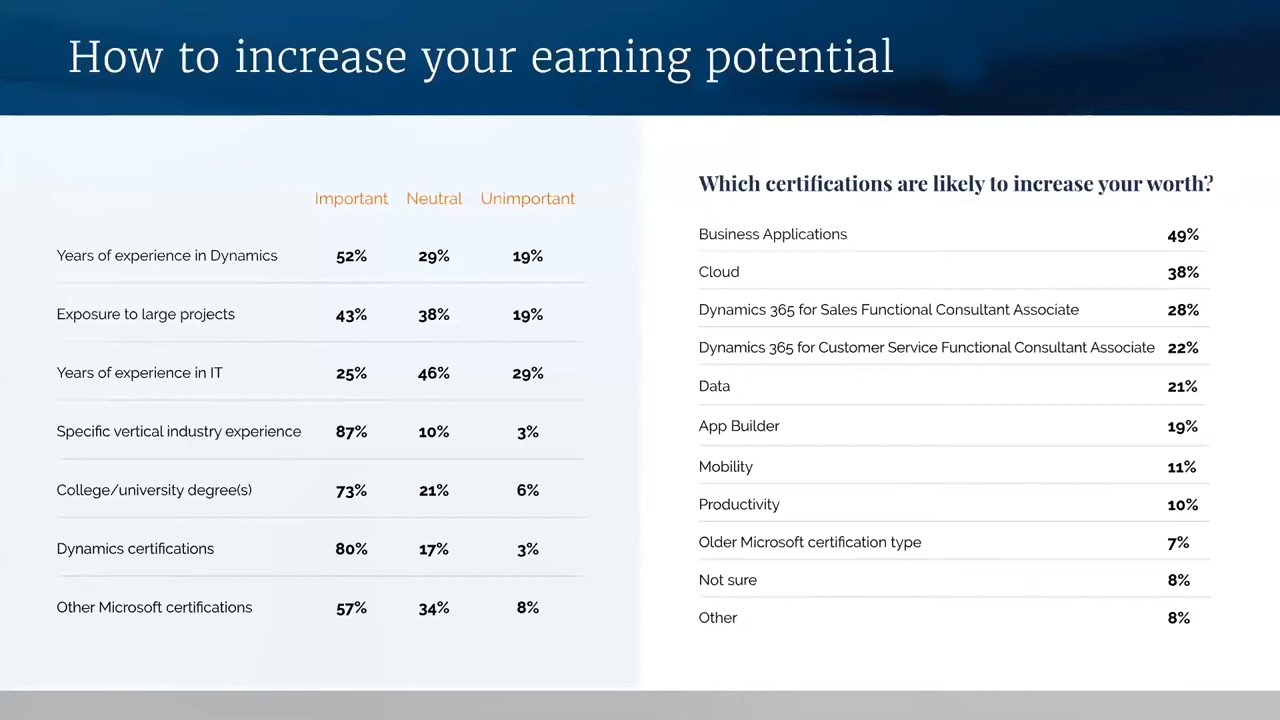 How to increase your earning potential
Important Neutral Unimportant
Years of experience in Dynamics 52% 29% 19%
Exposure to large projects 43% 38% 19%
Years of experience in IT 25% 46% 29%
Specific vertical industry experience 87% 10% 3%
College/university degree(s) 73% 21% 6%
Dynamics certifications 80% 17% 3%
Other Microsoft certifications 57% 34% 8%
Which certifications are likely to increase your worth?
Business Applications 49%
Cloud 38%
Dynamics 365 for Sales Functional Consultant Associate 28%
Dynamics 365 for Customer Service Functional Consultant Associate 22%
Data 21%
App Builder 19%
Mobility 11%
Productivity 10%
Older Microsoft certification type 7%
Not sure 8%
Other 8%